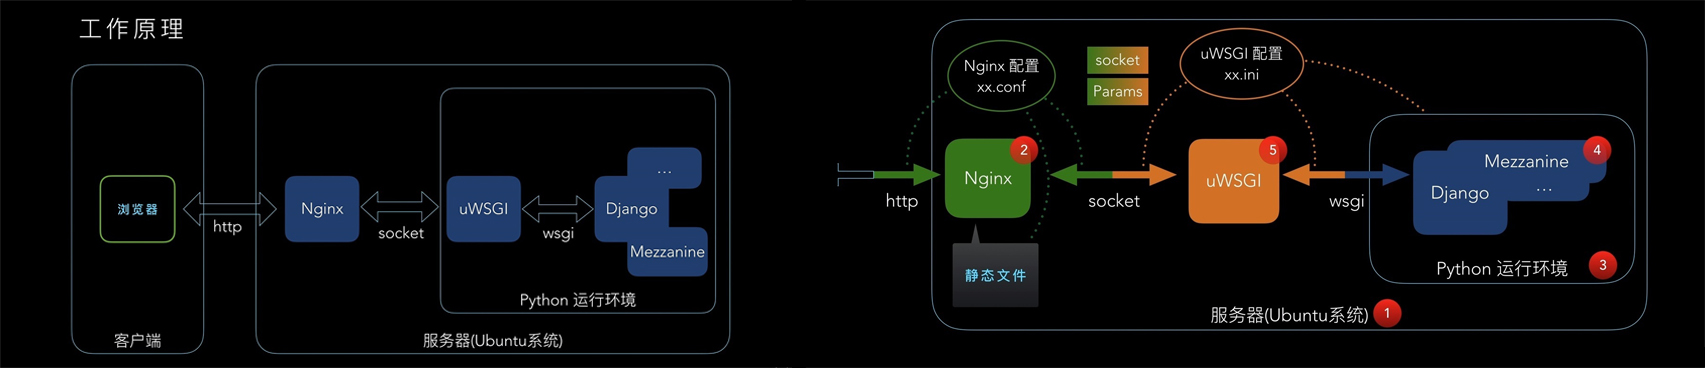 工作原理
浏览器
http
Nginx
socket
uWSGI
wsgi
...
Django
Mezzanine
Python 运行环境
客户端
服务器(Ubuntu系统)
Nginx 配置
xx.conf
socket
Params
uWSGI 配置
xx.ini
http
Nginx
2
socket
uWSGI
5
wsgi
Mezzanine
4
...
Django
静态文件
Python 运行环境
3
服务器(Ubuntu系统)
1